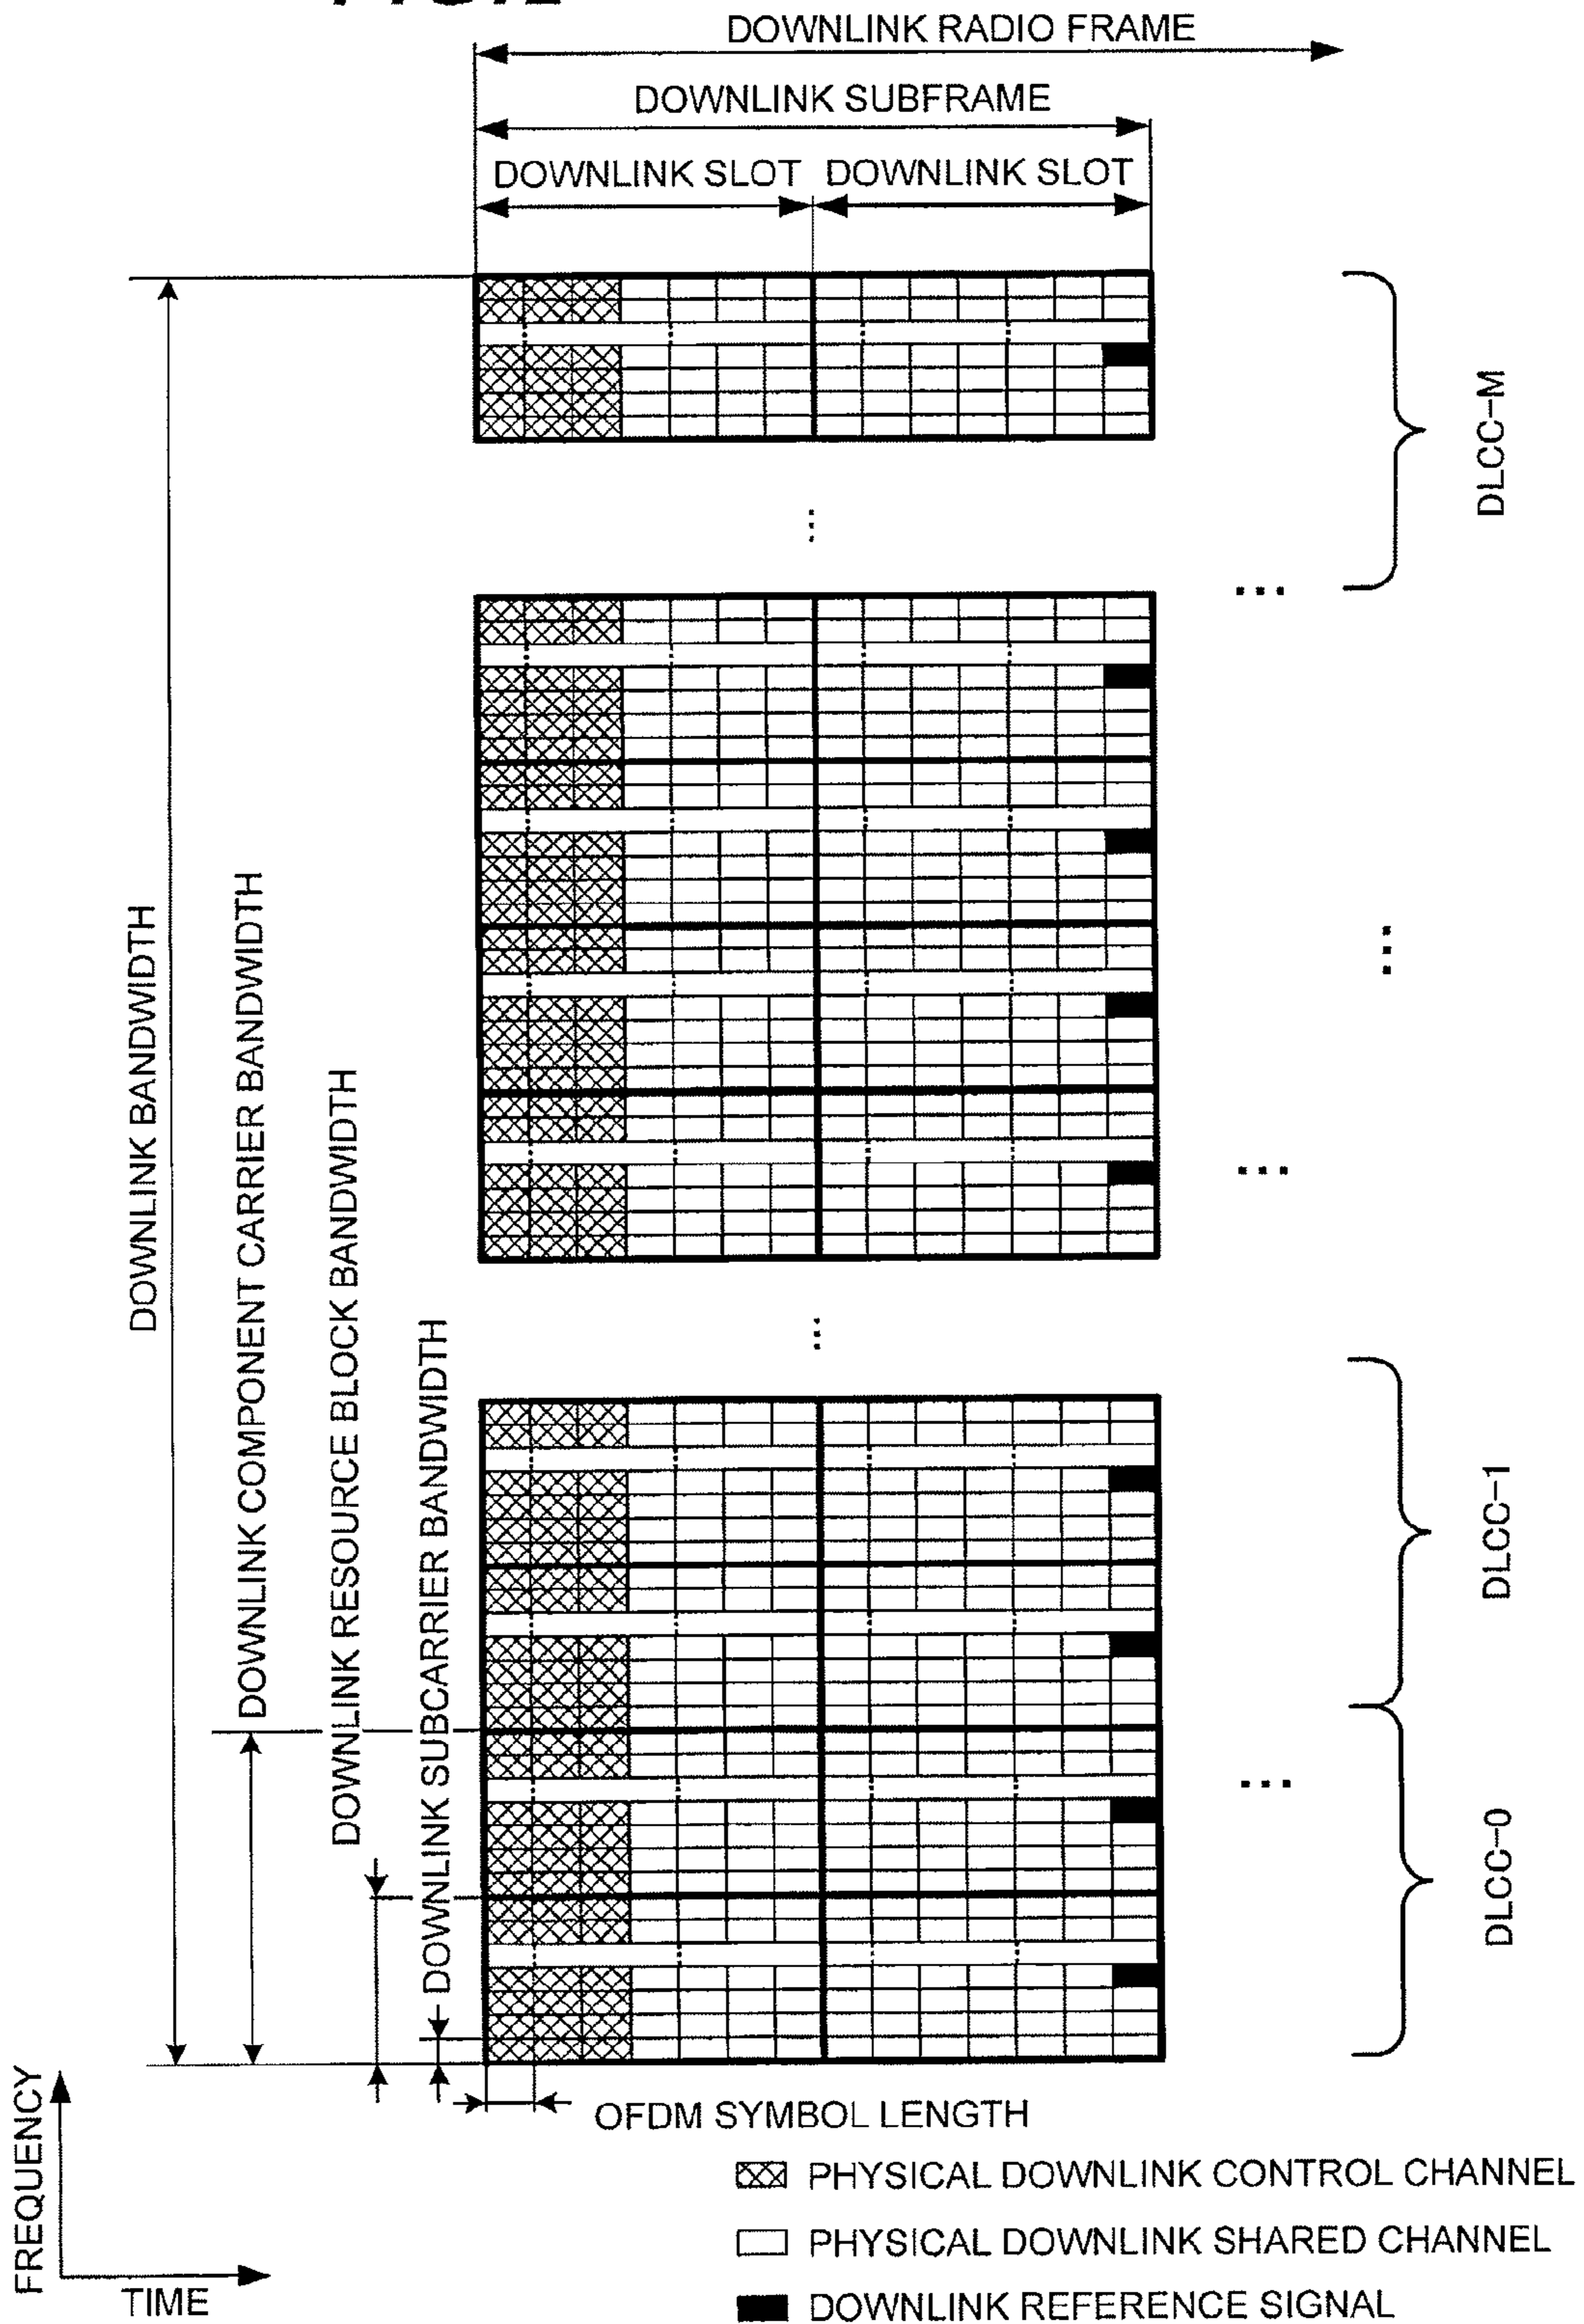 DOWNLINK RADIO FRAME
DOWNLINK SUBFRAME
DOWNLINK SLOT DOWNLINK SLOT
DLCC-M
DOWNLINK BANDWIDTH
DOWNLINK COMPONENT CARRIER BANDWIDTH
DOWNLINK RESOURCE BLOCK BANDWIDTH
DOWNLINK SUBCARRIER BANDWIDTH
DLCC-1
DLCC-0
OFDM SYMBOL LENGTH
FREQUENCY
TIME
PHYSICAL DOWNLINK CONTROL CHANNEL
PHYSICAL DOWNLINK SHARED CHANNEL
DOWNLINK REFERENCE SIGNAL